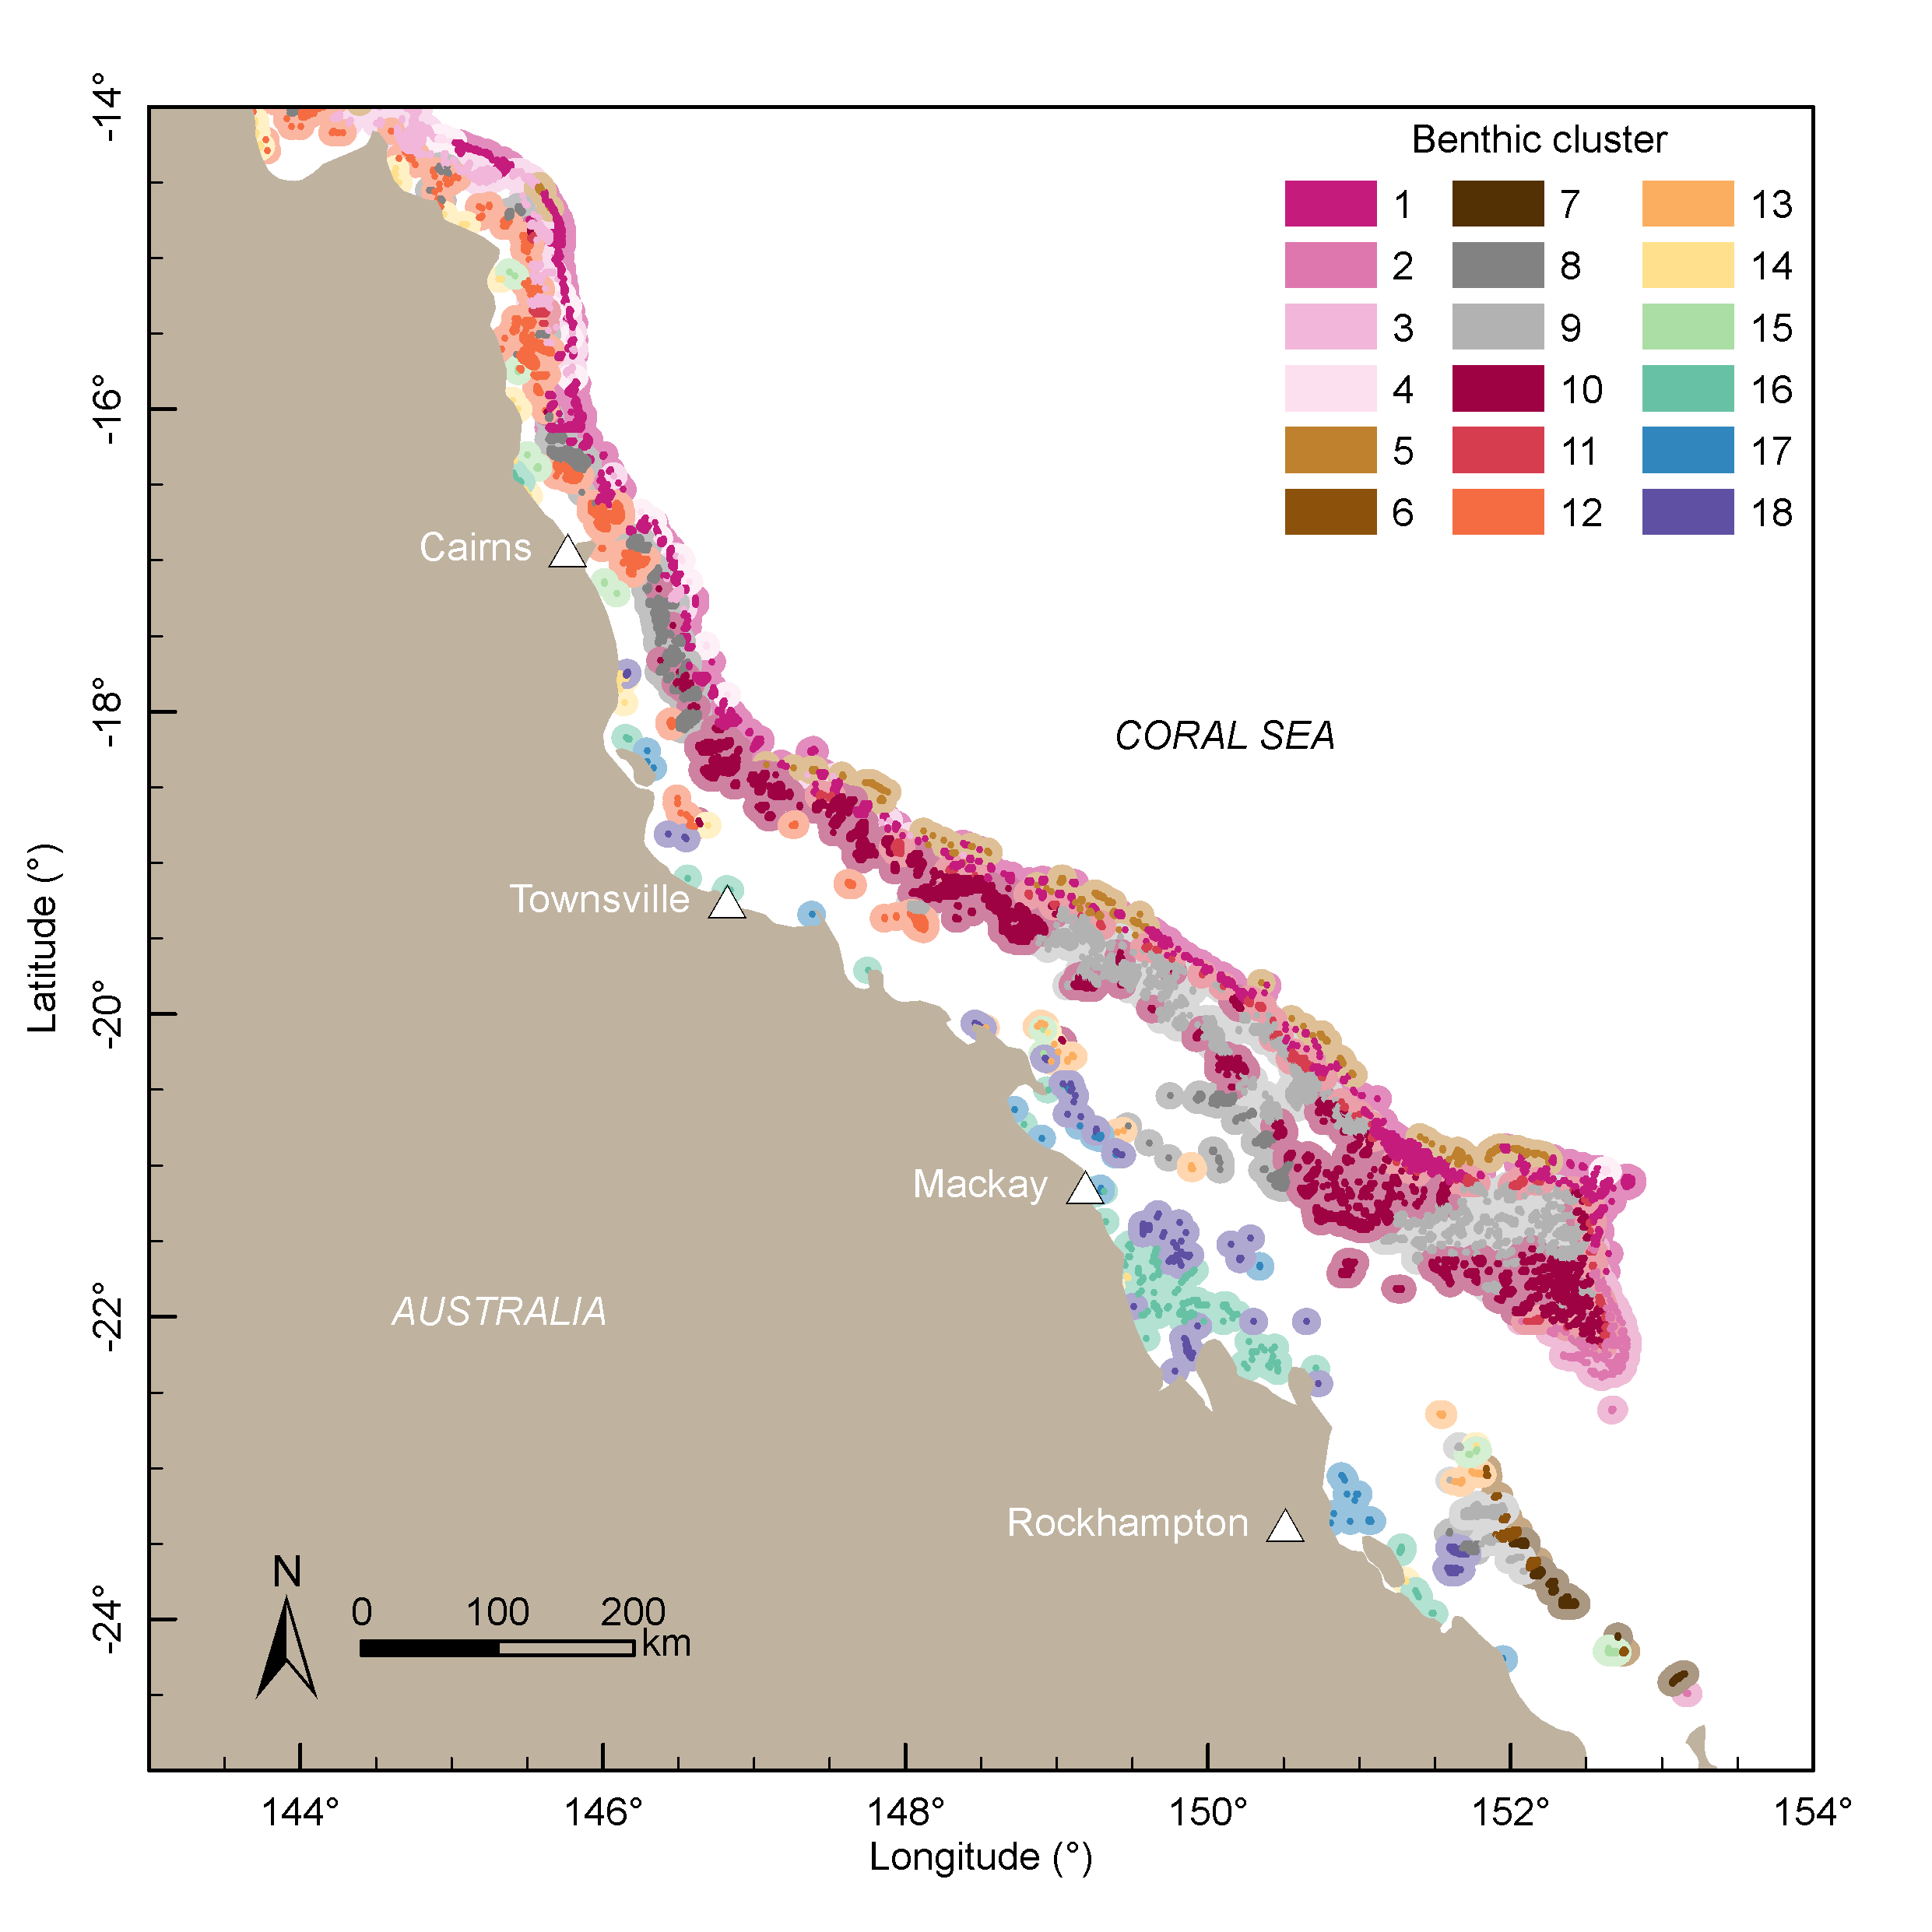 Benthic cluster
1 7 13
2 8 14
3 9 15
4 10 16
5 11 17
6 12 18
Cairns
CORAL SEA
Townsville
Mackay
AUSTRALIA
Rockhampton
N
0 100 200
km
-14°
-16°
-18°
-20°
-22°
-24°
Latitude (°)
144° 146° 148° 150° 152° 154°
Longitude (°)